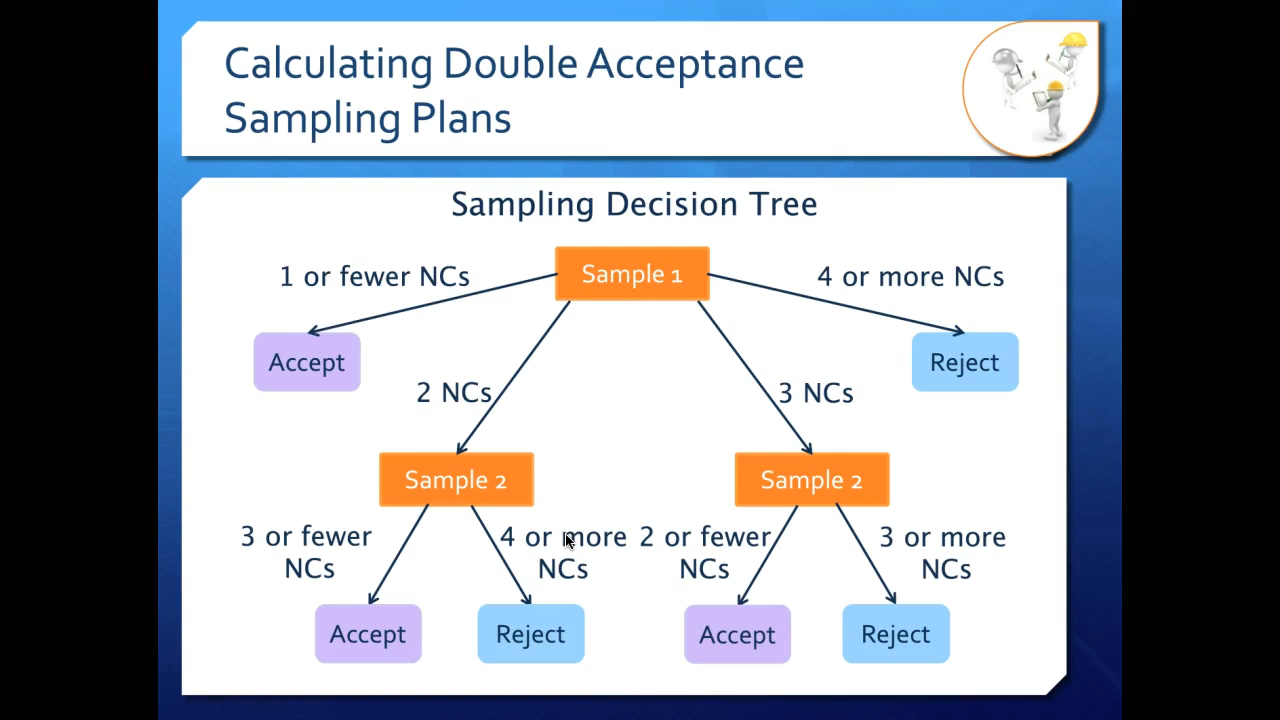 Calculating Double Acceptance
Sampling Plans
Sampling Decision Tree
Sample 1
1 or fewer NCs
4 or more NCs
Accept
Reject
2 NCs
3 NCs
Sample 2
Sample 2
3 or fewer
NCs
4 or more
NCs
2 or fewer
NCs
3 or more
NCs
Accept
Reject
Accept
Reject